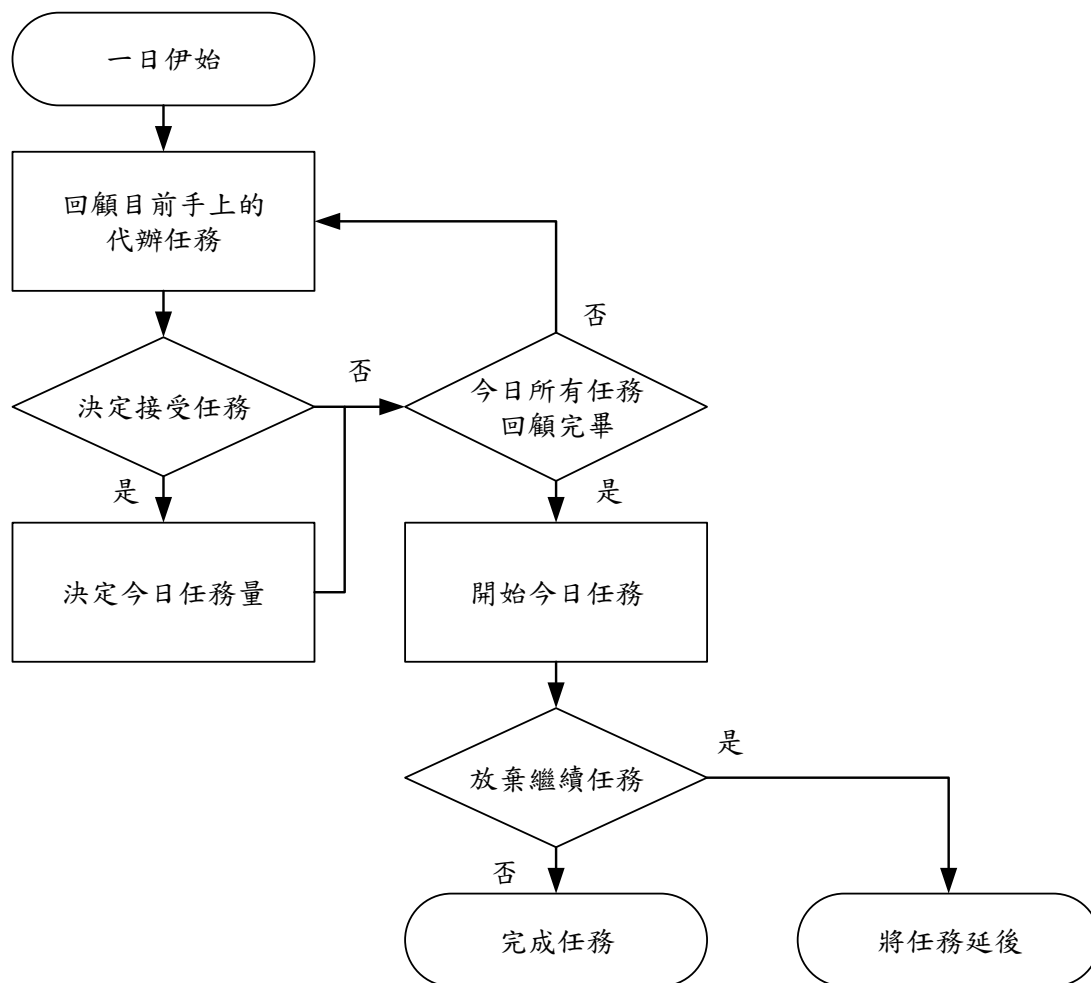 一日伊始
回顧目前手上的
代辦任務
否
否
決定接受任務
今日所有任務
回顧完畢
是
是
決定今日任務量
開始今日任務
是
放棄繼續任務
否
完成任務
將任務延後